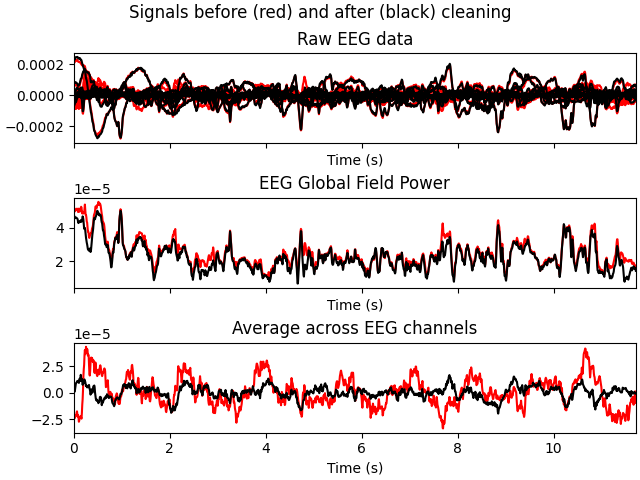 Signals before (red) and after (black) cleaning
Raw EEG data
0.0002
0.0000
−0.0002
Time (s)
EEG Global Field Power
1e−5
4
2
Time (s)
Average across EEG channels
1e−5
2.5
0.0
−2.5
0 2 4 6 8 10
Time (s)